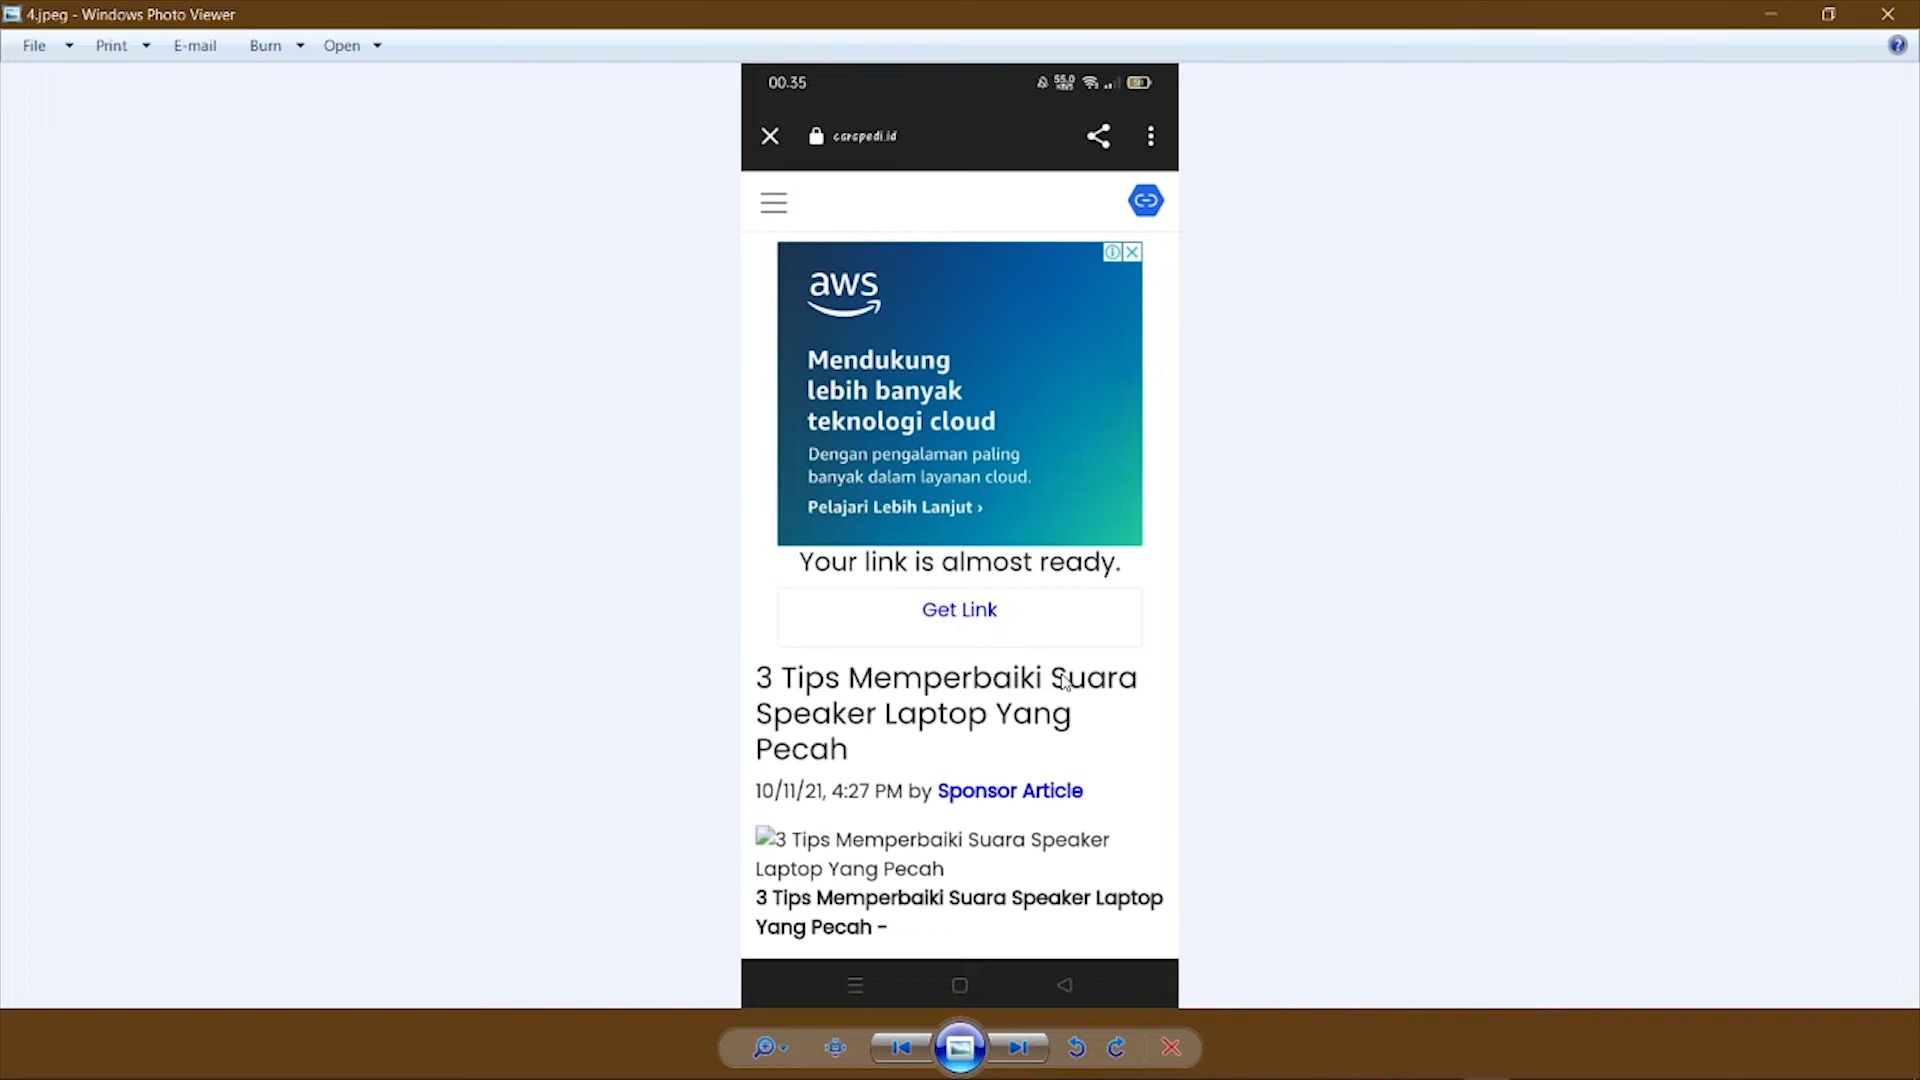 4.jpeg - Windows Photo Viewer
File Print E-mail Burn Open
00.35
55.0
KB/S
carapedi.id
aws
Mendukung
lebih banyak
teknologi cloud
Dengan pengalaman paling
banyak dalam layanan cloud.
Pelajari Lebih Lanjut ›
Your link is almost ready.
Get Link
3 Tips Memperbaiki Suara
Speaker Laptop Yang
Pecah
10/11/21, 4:27 PM by Sponsor Article
3 Tips Memperbaiki Suara Speaker
Laptop Yang Pecah
3 Tips Memperbaiki Suara Speaker Laptop
Yang Pecah -